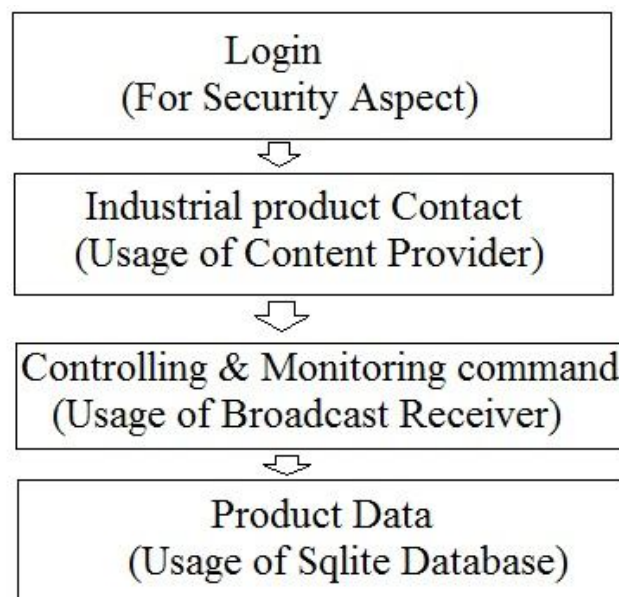 Login
(For Security Aspect)
Industrial product Contact
(Usage of Content Provider)
Controlling & Monitoring command
(Usage of Broadcast Receiver)
Product Data
(Usage of Sqlite Database)